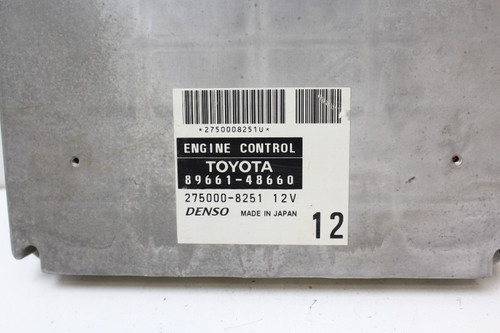 *2750008251U*
ENGINE CONTROL
TOYOTA
89661-48660
275000-8251 12V
DENSO MADE IN JAPAN 12